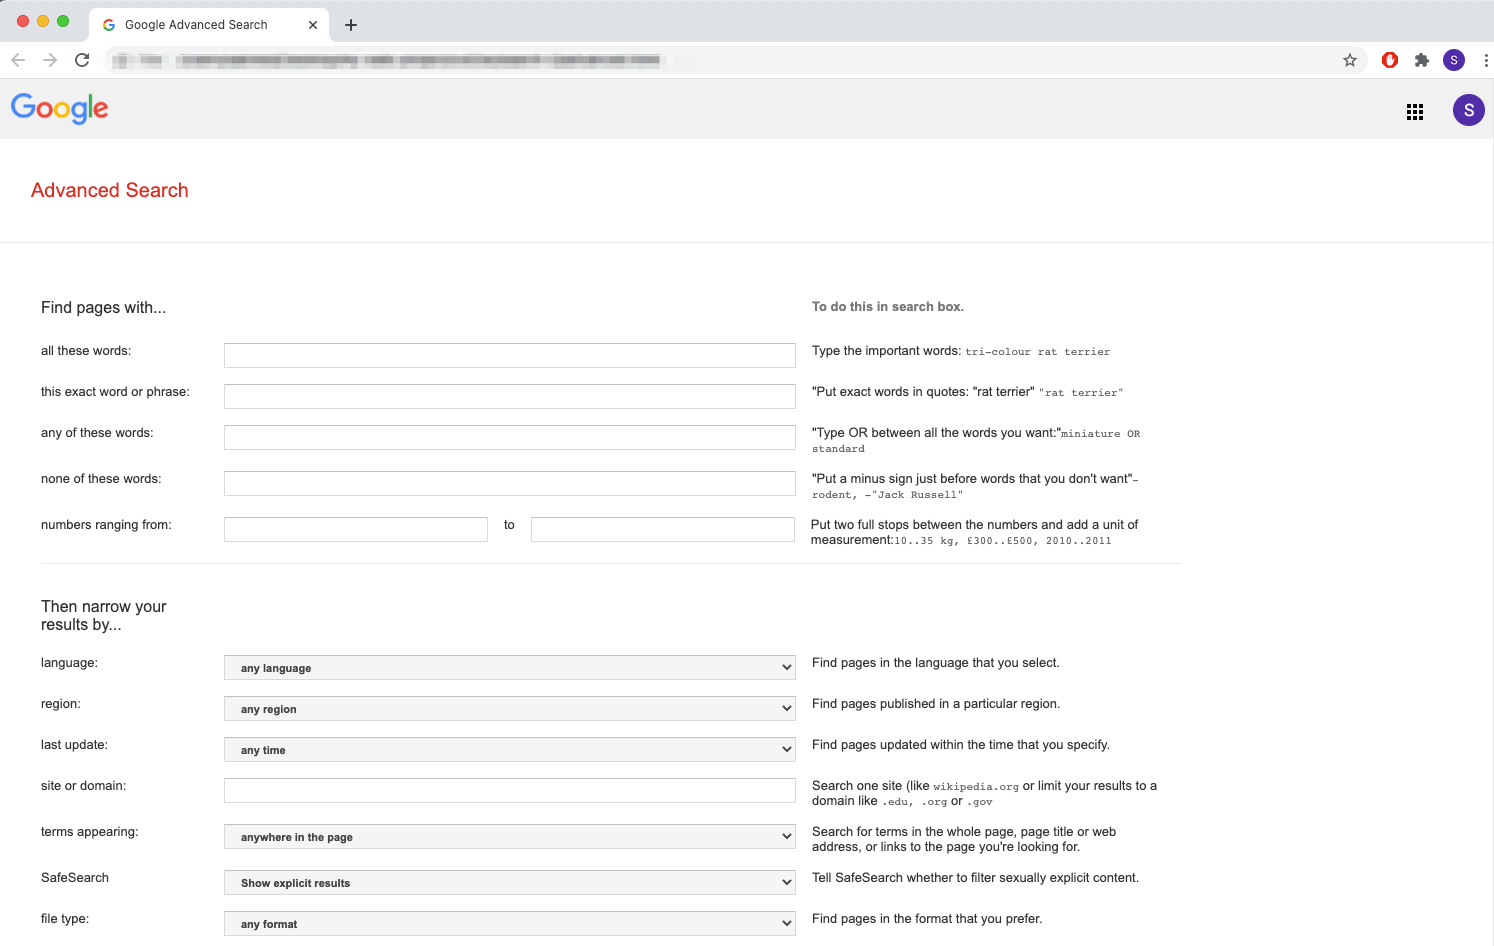 Google Advanced Search
S
Google
S
Advanced Search
Find pages with...
To do this in search box.
all these words:
Type the important words: tri-colour rat terrier
this exact word or phrase:
"Put exact words in quotes: "rat terrier" "rat terrier"
any of these words:
"Type OR between all the words you want:"miniature OR
standard
none of these words:
"Put a minus sign just before words that you don't want"-
rodent, -"Jack Russell"
numbers ranging from:
to
Put two full stops between the numbers and add a unit of
measurement:10..35 kg, £300..£500, 2010..2011
Then narrow your
results by...
language:
any language
Find pages in the language that you select.
region:
any region
Find pages published in a particular region.
last update:
any time
Find pages updated within the time that you specify.
site or domain:
Search one site (like wikipedia.org or limit your results to a
domain like .edu, .org or .gov
terms appearing:
anywhere in the page
Search for terms in the whole page, page title or web
address, or links to the page you're looking for.
SafeSearch
Show explicit results
Tell SafeSearch whether to filter sexually explicit content.
file type:
any format
Find pages in the format that you prefer.